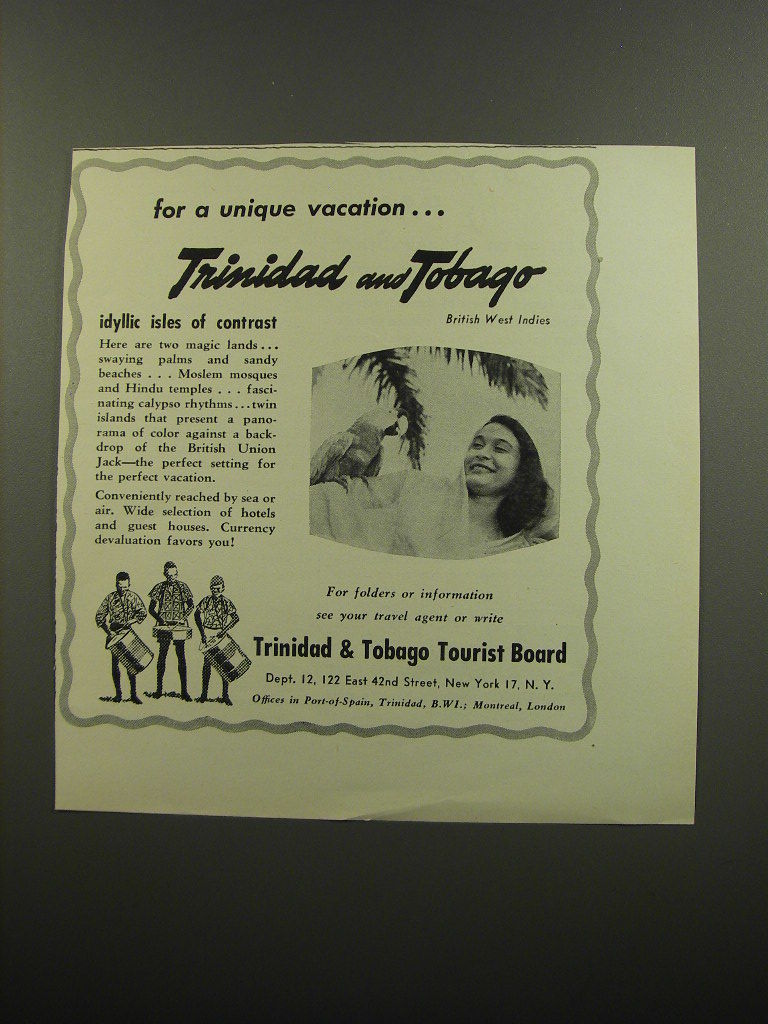 for a unique vacation...
Trinidad and Tobago
British West Indies
idyllic isles of contrast
Here are two magic lands...
swaying palms and sandy
beaches . . . Moslem mosques
and Hindu temples . . . fasci-
nating calypso rhythms...twin
islands that present a pano-
rama of color against a back-
drop of the British Union
Jack—the perfect setting for
the perfect vacation.
Conveniently reached by sea or
air. Wide selection of hotels
and guest houses. Currency
devaluation favors you!
For folders or information
see your travel agent or write
Trinidad & Tobago Tourist Board
Dept. 12, 122 East 42nd Street, New York 17, N. Y.
Offices in Port-of-Spain, Trinidad, B.WI.; Montreal, London